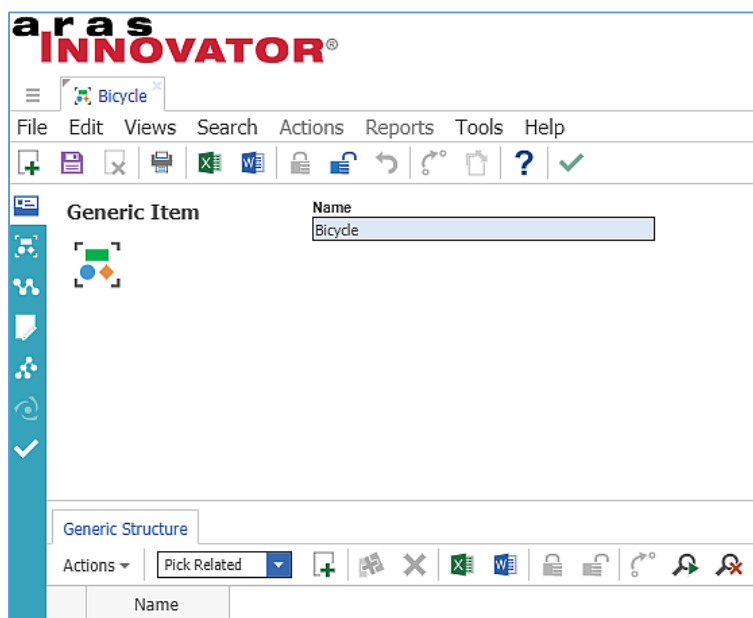 aras
INNOVATOR®
Bicycle
File Edit Views Search Actions Reports Tools Help
?
Generic Item
Name
Bicycle
Generic Structure
Actions Pick Related
Name